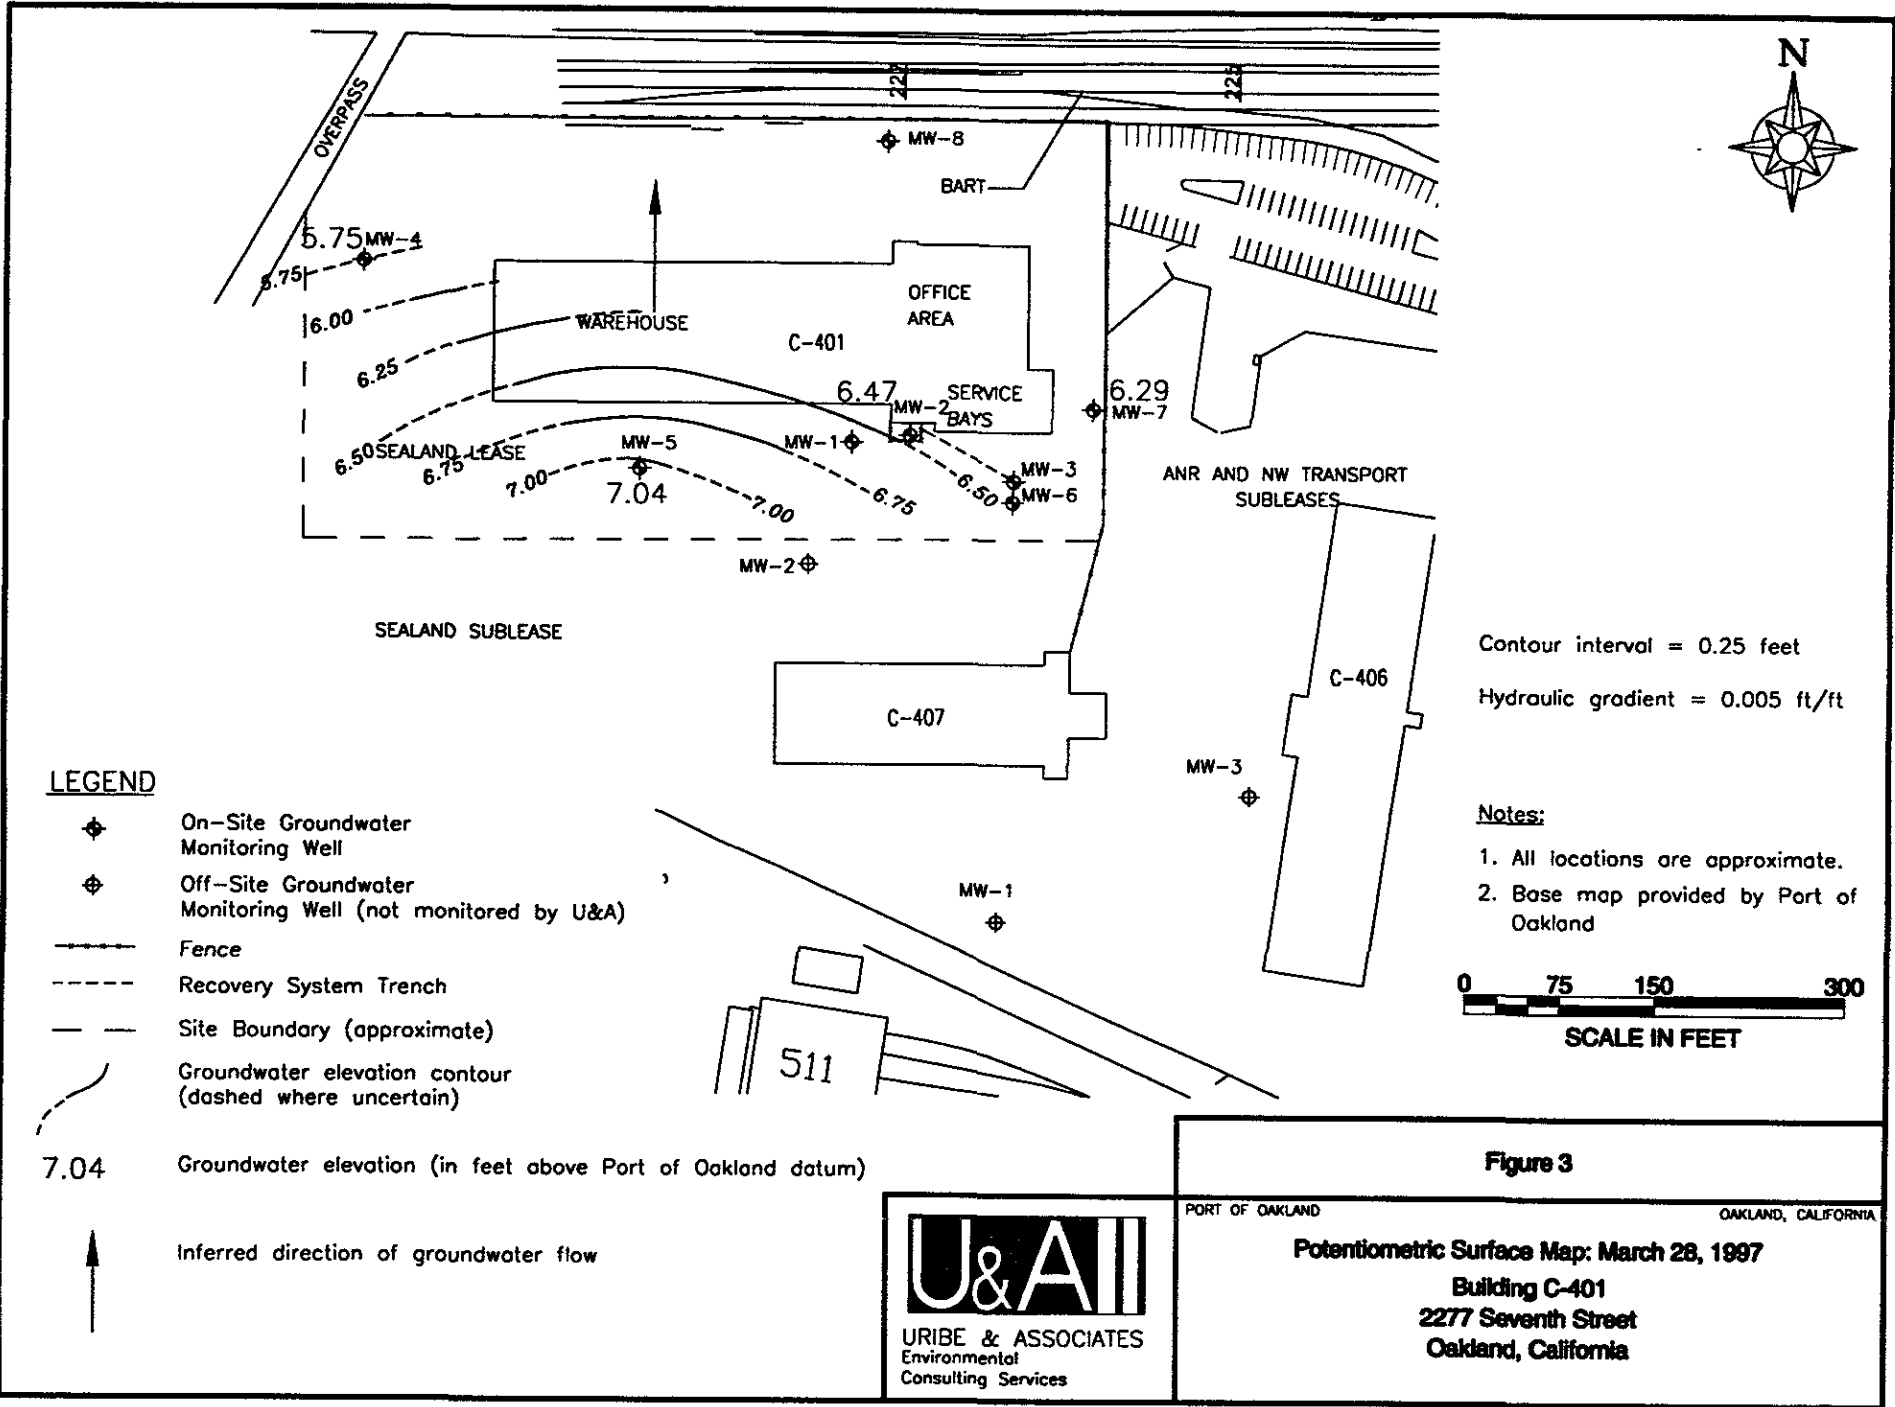 N
OVERPASS
225
MW-8
BART
5.75 MW-4
5.75
6.00
OFFICE
AREA
WAREHOUSE
C-401
6.25
6.47
SERVICE
BAYS
MW-2
6.29
MW-7
SEALAND LEASE
6.50
6.75
7.00
MW-5
7.04
MW-1
7.00
6.75
6.50
MW-3
MW-6
ANR AND NW TRANSPORT
SUBLEASES
MW-2
SEALAND SUBLEASE
C-407
C-406
MW-3
MW-1
511
Contour interval = 0.25 feet
Hydraulic gradient = 0.005 ft/ft
Notes:
1. All locations are approximate.
2. Base map provided by Port of
Oakland
0 75 150 300
SCALE IN FEET
LEGEND
On-Site Groundwater
Monitoring Well
Off-Site Groundwater
Monitoring Well (not monitored by U&A)
Fence
Recovery System Trench
Site Boundary (approximate)
Groundwater elevation contour
(dashed where uncertain)
7.04 Groundwater elevation (in feet above Port of Oakland datum)
Inferred direction of groundwater flow
U&A
URIBE & ASSOCIATES
Environmental
Consulting Services
Figure 3
PORT OF OAKLAND OAKLAND, CALIFORNIA
Potentiometric Surface Map: March 28, 1997
Building C-401
2277 Seventh Street
Oakland, California